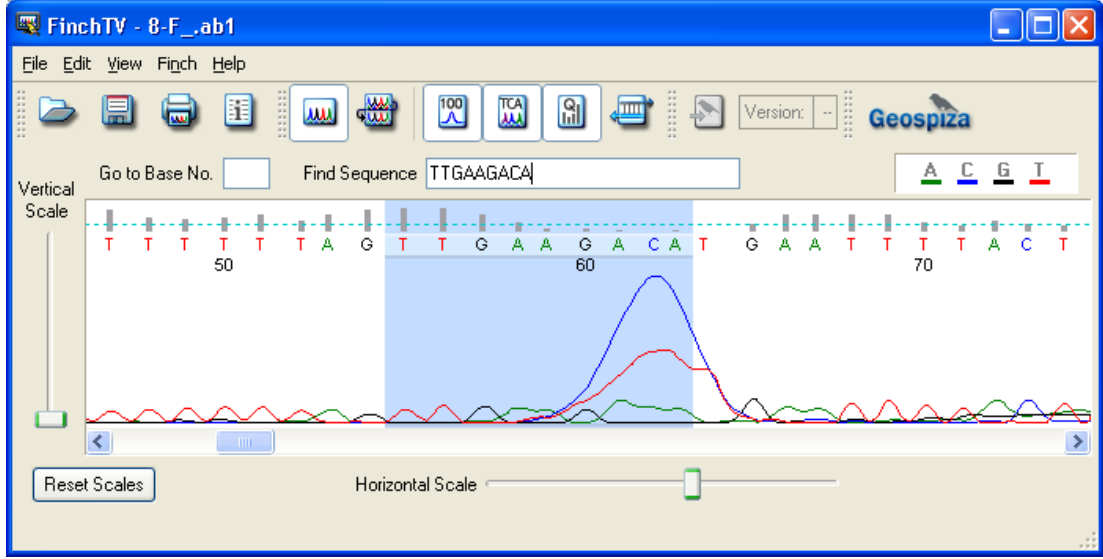 FinchTV - 8-F_.ab1
File Edit View Finch Help
100 TCA Q Version: -- Geospiza
Go to Base No. Find Sequence TTGAAGACA A C G T
Vertical
Scale
T T T T T T A G T T G A A G A C A T G A A T T T A C T
50 60 70
Reset Scales Horizontal Scale